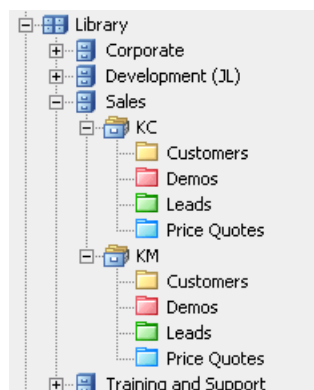 Library
Corporate
Development (JL)
Sales
KC
Customers
Demos
Leads
Price Quotes
KM
Customers
Demos
Leads
Price Quotes
Training and Support